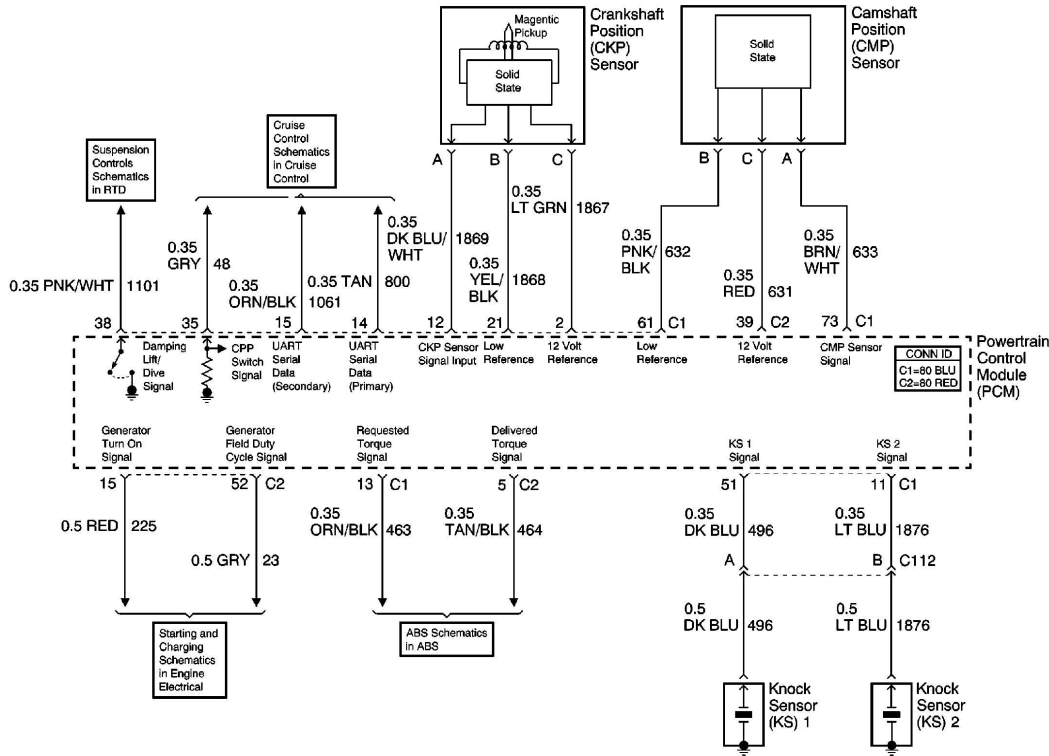 Magentic
Pickup
Solid
State
Crankshaft
Position
(CKP)
Sensor
Solid
State
Camshaft
Position
(CMP)
Sensor
Suspension
Controls
Schematics
in RTD
Cruise
Control
Schematics
in Cruise
Control
A B C
B C A
0.35 PNK/WHT 1101
0.35
GRY 48
0.35
ORN/BLK 1061
0.35 TAN 800
0.35
DK BLU/
WHT 1869
0.35
YEL/
BLK 1868
0.35
LT GRN 1867
0.35
PNK/
BLK 632
0.35
RED 631
0.35
BRN/
WHT 633
38 35 15 14 12 21 2 61 C1 39 C2 73 C1
Damping
Lift/
Dive
Signal
CPP
Switch
Signal
UART
Serial
Data
(Secondary)
UART
Serial
Data
(Primary)
CKP Sensor
Signal Input
Low
Reference
12 Volt
Reference
Low
Reference
12 Volt
Reference
CMP Sensor
Signal
CONN ID
C1=80 BLU
C2=80 RED
Powertrain
Control
Module
(PCM)
Generator
Turn On
Signal
Generator
Field Duty
Cycle Signal
Requested
Torque
Signal
Delivered
Torque
Signal
KS 1
Signal
KS 2
Signal
15 52 C2 13 C1 5 C2 51 11 C1
0.5 RED 225
0.5 GRY 23
0.35
ORN/BLK 463
0.35
TAN/BLK 464
0.35
DK BLU 496
0.35
LT BLU 1876
A B C112
0.5
DK BLU 496
0.5
LT BLU 1876
Starting and
Charging
Schematics
in Engine
Electrical
ABS Schematics
in ABS
Knock
Sensor
(KS) 1
Knock
Sensor
(KS) 2